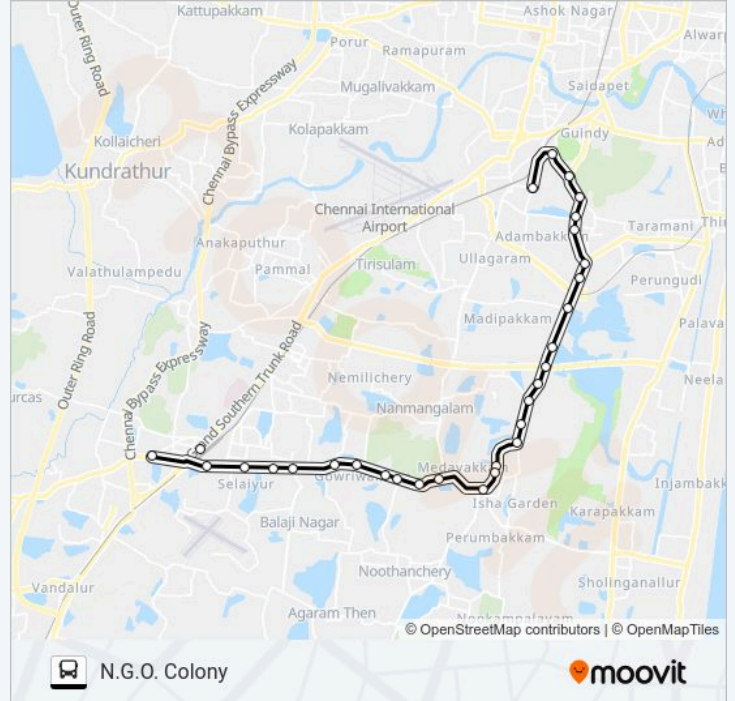 Kattupakkam
Ashok Nagar
Outer Ring Road
Porur
Ramapuram
Alwarp
Chennai Bypass Expressway
Mugalivakkam
Saidapet
Kollaicheri
Kolapakkam
Guindy
Kundrathur
Chennai International
Airport
Taramani
Anakaputhur
Adambakkam
Valathulampedu
Pammal
Tirisulam
Ullagaram
Perungudi
Madipakkam
Palava
Outer Ring Road
Chennai Bypass Expressway
Grand Southern Trunk Road
Nemilichery
Neela
urcas
Nanmangalam
Medavakkam
Selaiyur
Gowriwa
Injambakk
Isha Garden
Karapakkam
Balaji Nagar
Perumbakkam
Noothanchery
Vandalur
Sholinganallur
Agaram Then
© OpenStreetMap contributors | © OpenMapTiles
N.G.O. Colony
moovit